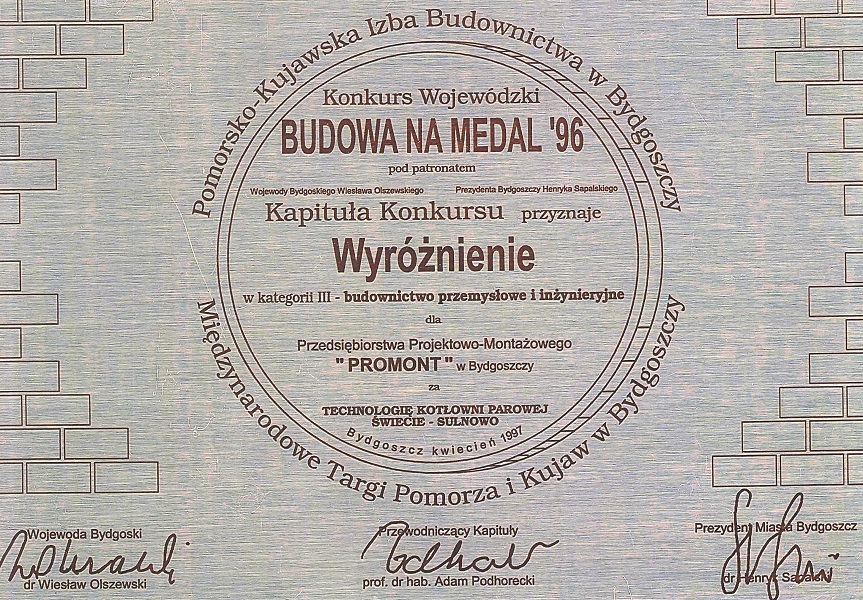 Pomorsko-Kujawska Izba Budownictwa w Bydgoszczy
Konkurs Wojewódzki
BUDOWA NA MEDAL '96
pod patronatem
Wojewody Bydgoskiego Wiesława Olszewskiego Prezydenta Bydgoszczy Henryka Sapalskiego
Kapituła Konkursu przyznaje
Wyróżnienie
w kategorii III - budownictwo przemysłowe i inżynieryjne
dla
Przedsiębiorstwa Projektowo-Montażowego
" PROMONT " w Bydgoszczy
za
TECHNOLOGIĘ KOTŁOWNI PAROWEJ
ŚWIECIE - SULNOWO
Bydgoszcz kwiecień 1997
Międzynarodowe Targi Pomorza i Kujaw w Bydgoszczy
Wojewoda Bydgoski
dr Wiesław Olszewski
Przewodniczący Kapituły
prof. dr hab. Adam Podhorecki
Prezydent Miasta Bydgoszcz
dr Henryk Sapalski